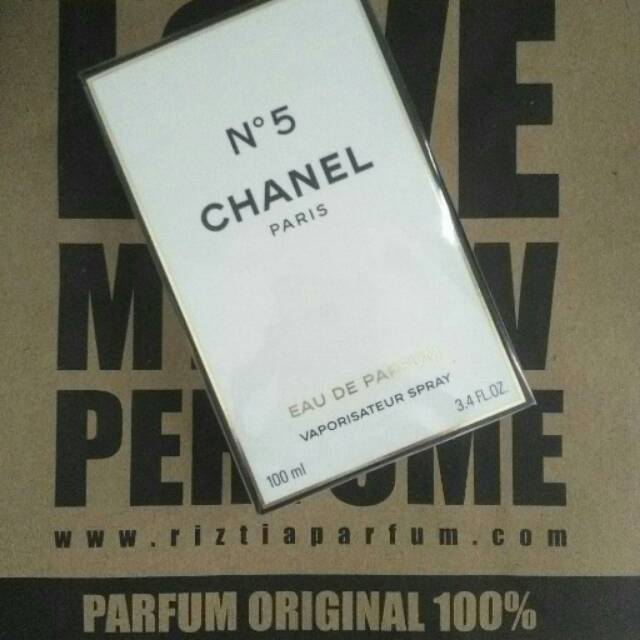 N°5
CHANEL
PARIS
EAU DE PARFUM
VAPORISATEUR SPRAY
100 ml
3.4 FL.OZ.
www.riztiaparfum.com
PARFUM ORIGINAL 100%